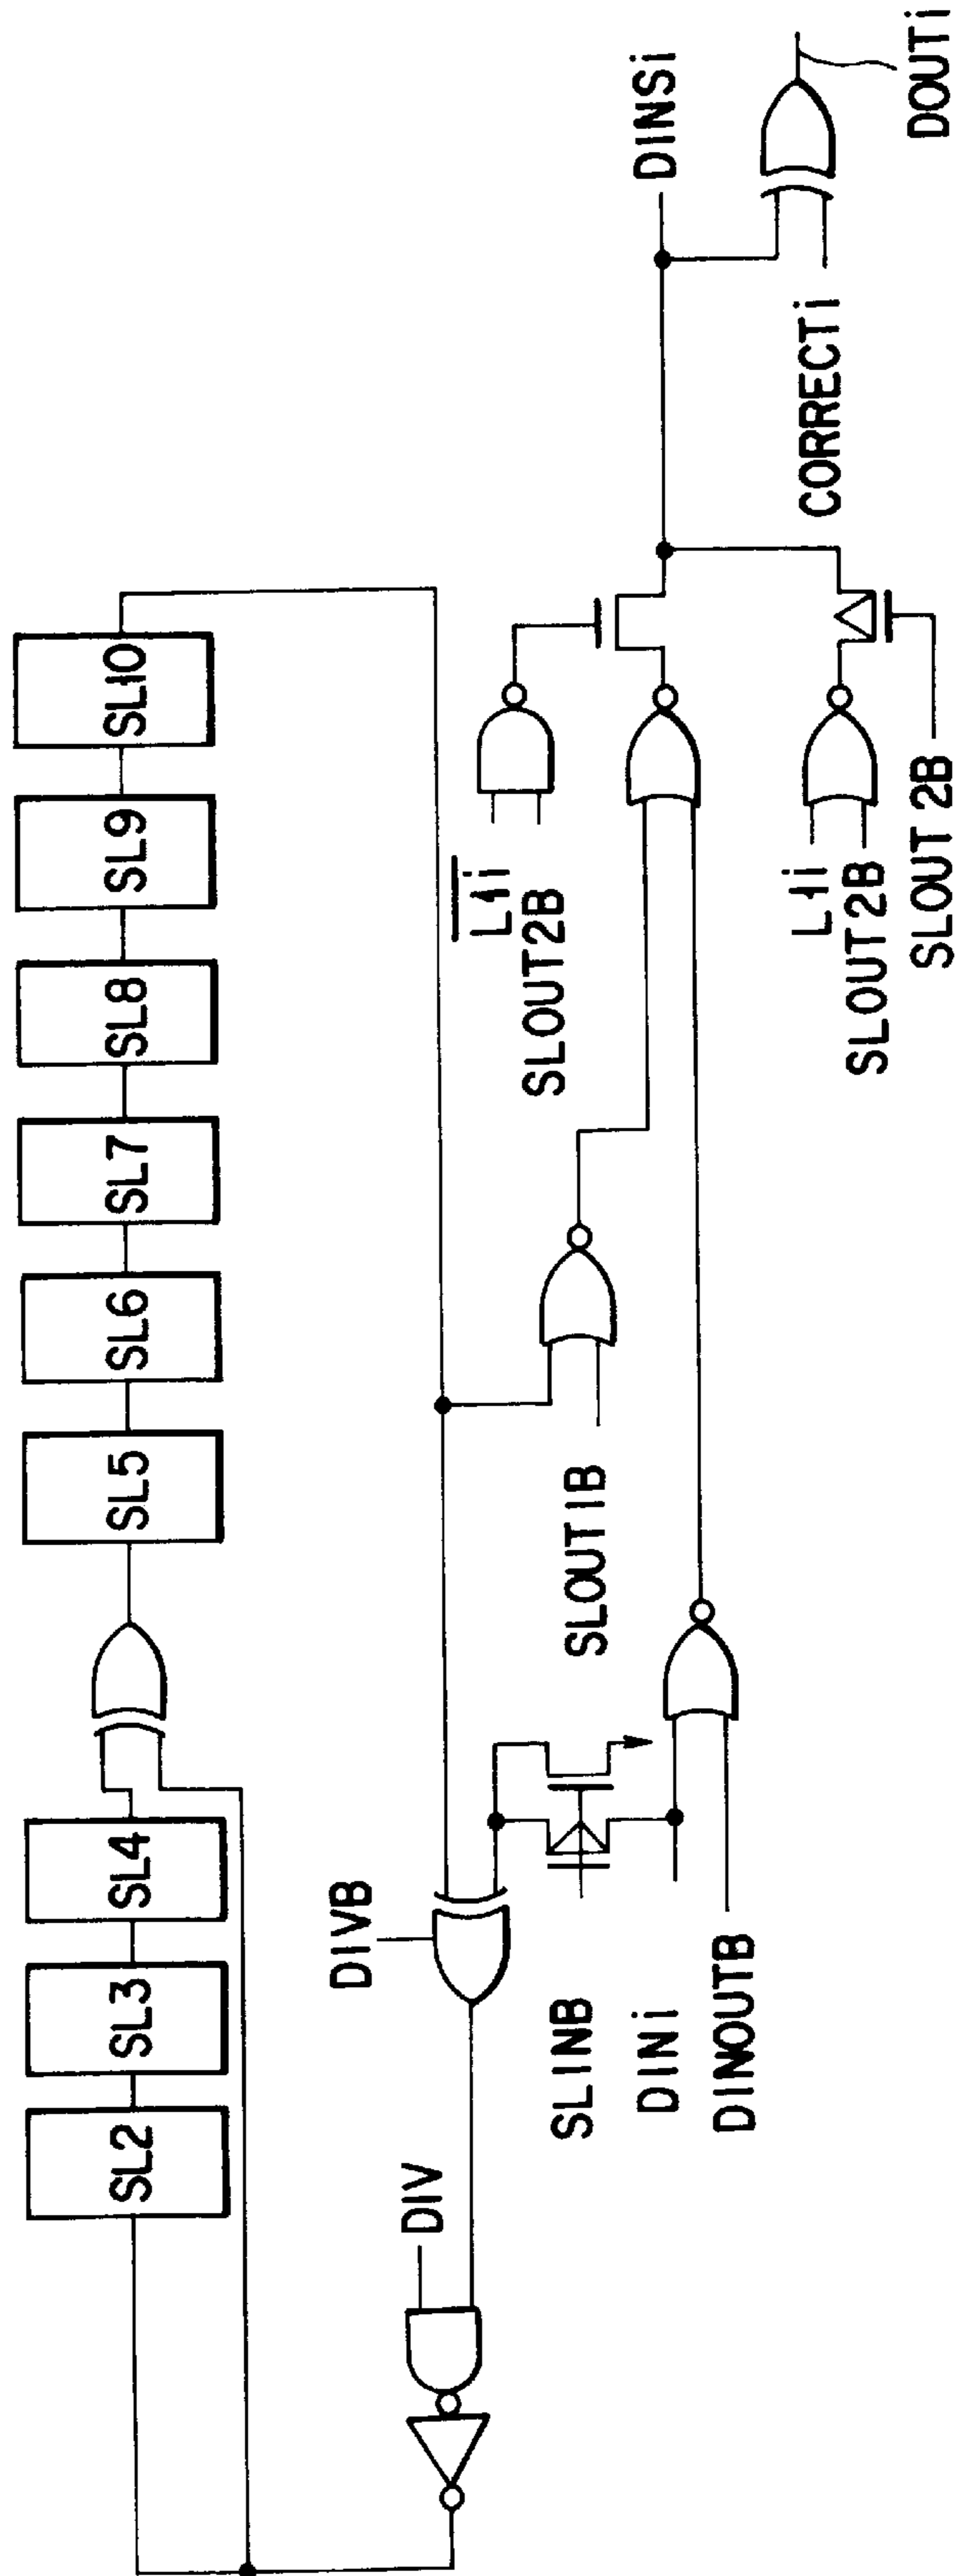 SL2
SL3
SL4
SL5
SL6
SL7
SL8
SL9
SL10
DIV
DIVB
SLINB
DINi
DINOUTB
SLOUT1B
L1i
SLOUT2B
L1i
SLOUT2B
SLOUT 2B
CORRECTi
DINSi
DOUTi